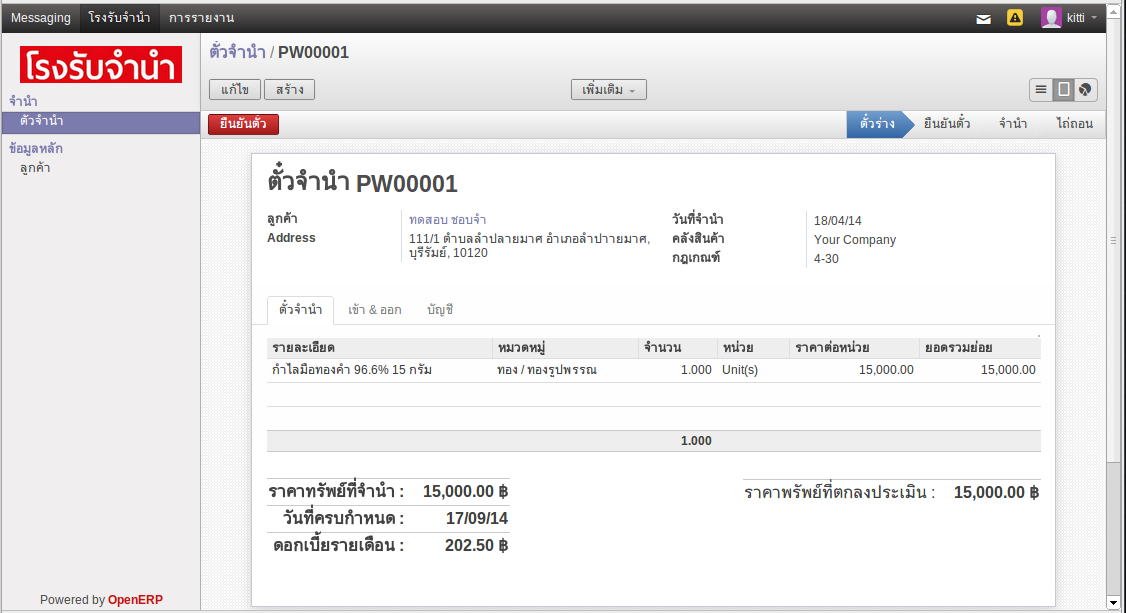 Messaging โรงรับจำนำ การรายงาน kitti
โรงรับจำนำ
จำนำ
ตั๋วจำนำ
ข้อมูลหลัก
ลูกค้า
ตั๋วจำนำ / PW00001
แก้ไข สร้าง เพิ่มเติม
ยืนยันตั๋ว ตั๋วร่าง ยืนยันตั๋ว จำนำ ไถ่ถอน
ตั๋วจำนำ PW00001
ลูกค้า ทดสอบ ชอบจำ วันที่จำนำ 18/04/14
Address 111/1 ตำบลลำปลายมาศ อำเภอลำปาายมาศ, คลังสินค้า Your Company
บุรีรัมย์, 10120 กฎเกณฑ์ 4-30
ตั๋วจำนำ เข้า & ออก บัญชี
รายละเอียด หมวดหมู่ จำนวน หน่วย ราคาต่อหน่วย ยอดรวมย่อย
กำไลมือทองคำ 96.6% 15 กรัม ทอง / ทองรูปพรรณ 1.000 Unit(s) 15,000.00 15,000.00
1.000
ราคาทรัพย์ที่จำนำ : 15,000.00 ฿ ราคาพรัพย์ที่ตกลงประเมิน : 15,000.00 ฿
วันที่ครบกำหนด : 17/09/14
ดอกเบี้ยรายเดือน : 202.50 ฿
Powered by OpenERP